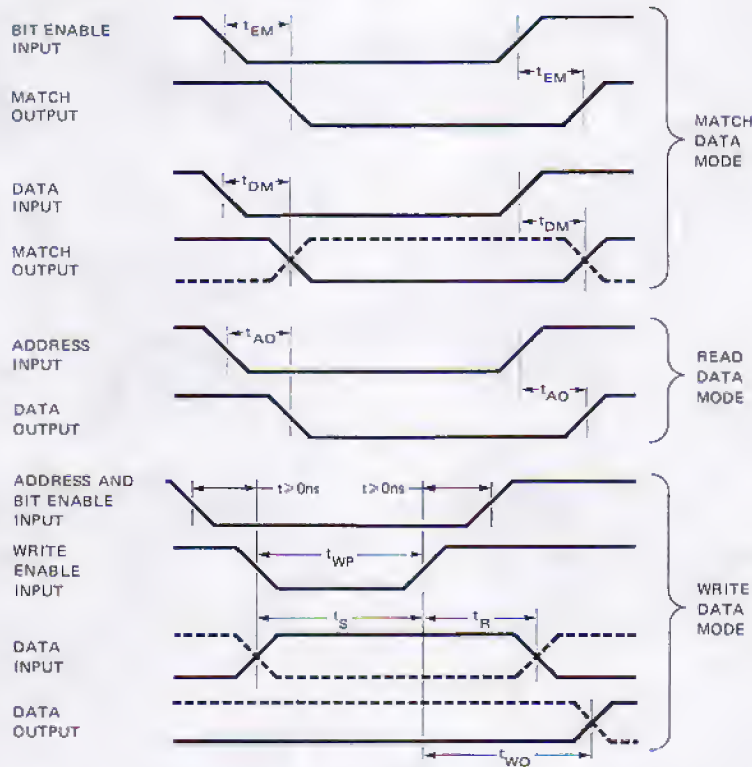 BIT ENABLE
INPUT
tEM
tEM
MATCH
OUTPUT
MATCH
DATA
MODE
DATA
INPUT
tDM
tDM
MATCH
OUTPUT
ADDRESS
INPUT
tAO
tAO
DATA
OUTPUT
READ
DATA
MODE
ADDRESS AND
BIT ENABLE
INPUT
t≥0ns
t≥0ns
WRITE
ENABLE
INPUT
tWP
WRITE
DATA
MODE
tS
tR
DATA
INPUT
DATA
OUTPUT
tWO